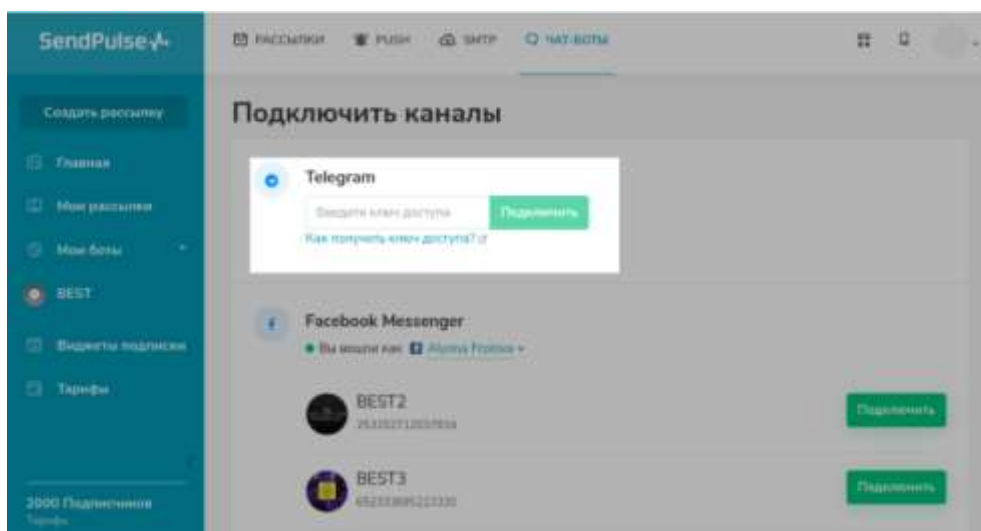 SendPulse
РАССЫЛКИ PUSH SMTP ЧАТ-БОТЫ
Создать рассылку
Главная
Мои рассылки
Мои боты
BEST
Виджеты подписки
Тарифы
2000 Подписчиков
Тарифы
Подключить каналы
Telegram
Введите ключ доступа Подключить
Как получить ключ доступа?
Facebook Messenger
Вы вошли как
BEST2
Подключить
BEST3
Подключить